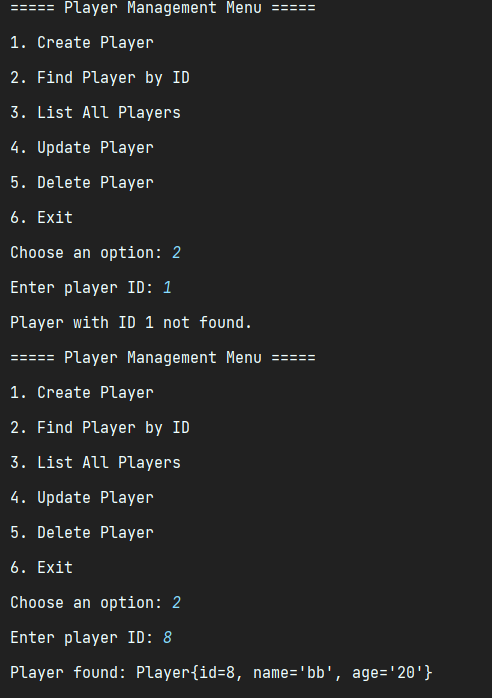 ===== Player Management Menu =====
1. Create Player
2. Find Player by ID
3. List All Players
4. Update Player
5. Delete Player
6. Exit
Choose an option: 2
Enter player ID: 1
Player with ID 1 not found.
===== Player Management Menu =====
1. Create Player
2. Find Player by ID
3. List All Players
4. Update Player
5. Delete Player
6. Exit
Choose an option: 2
Enter player ID: 8
Player found: Player{id=8, name='bb', age='20'}